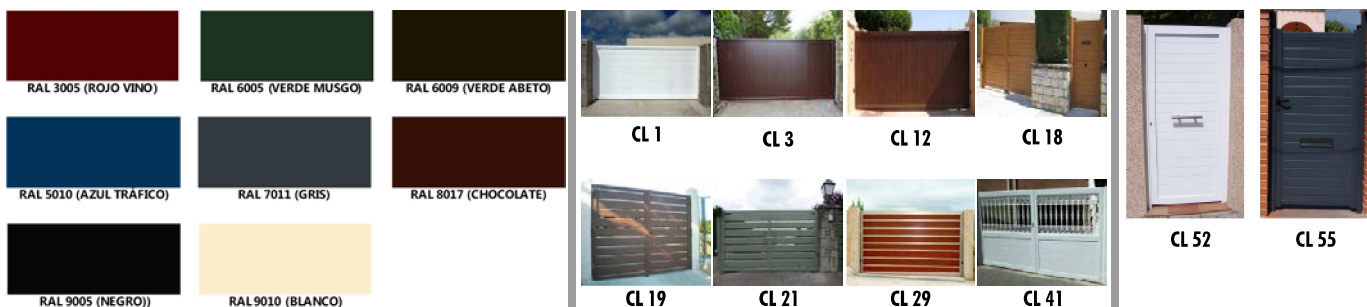 RAL 3005 (ROJO VINO)
RAL 6005 (VERDE MUSGO)
RAL 6009 (VERDE ABETO)
RAL 5010 (AZUL TRÁFICO)
RAL 7011 (GRIS)
RAL 8017 (CHOCOLATE)
RAL 9005 (NEGRO))
RAL 9010 (BLANCO)
CL 1
CL 3
CL 12
CL 18
CL 19
CL 21
CL 29
CL 41
CL 52
CL 55